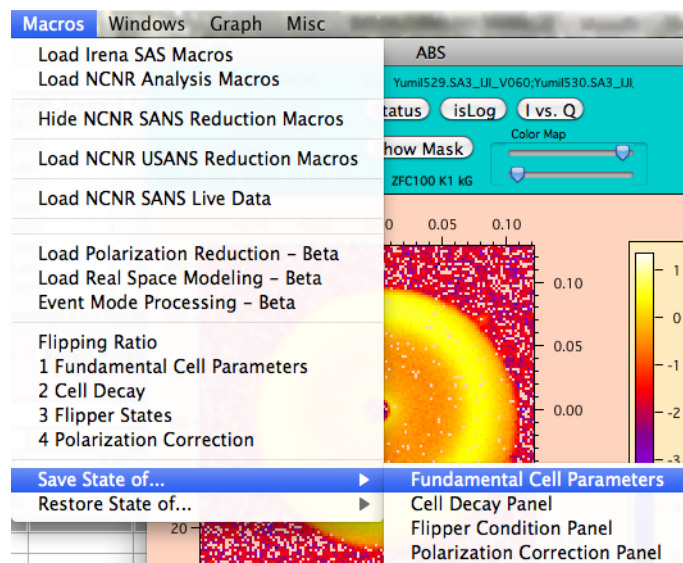 Macros Windows Graph Misc
ABS
Load Irena SAS Macros
Load NCNR Analysis Macros
Hide NCNR SANS Reduction Macros
Load NCNR USANS Reduction Macros
Load NCNR SANS Live Data
Load Polarization Reduction – Beta
Load Real Space Modeling – Beta
Event Mode Processing – Beta
Flipping Ratio
1 Fundamental Cell Parameters
2 Cell Decay
3 Flipper States
4 Polarization Correction
Save State of...
Restore State of...
Fundamental Cell Parameters
Cell Decay Panel
Flipper Condition Panel
Polarization Correction Panel
Yumil529.SA3_IJI_V060;Yumil530.SA3_IJI_
tatus isLog I vs. Q
how Mask Color Map
ZFC100 K1 kG
0 0.05 0.10
0.10
0.05
0.00
20
1
0
-1
-2
-3